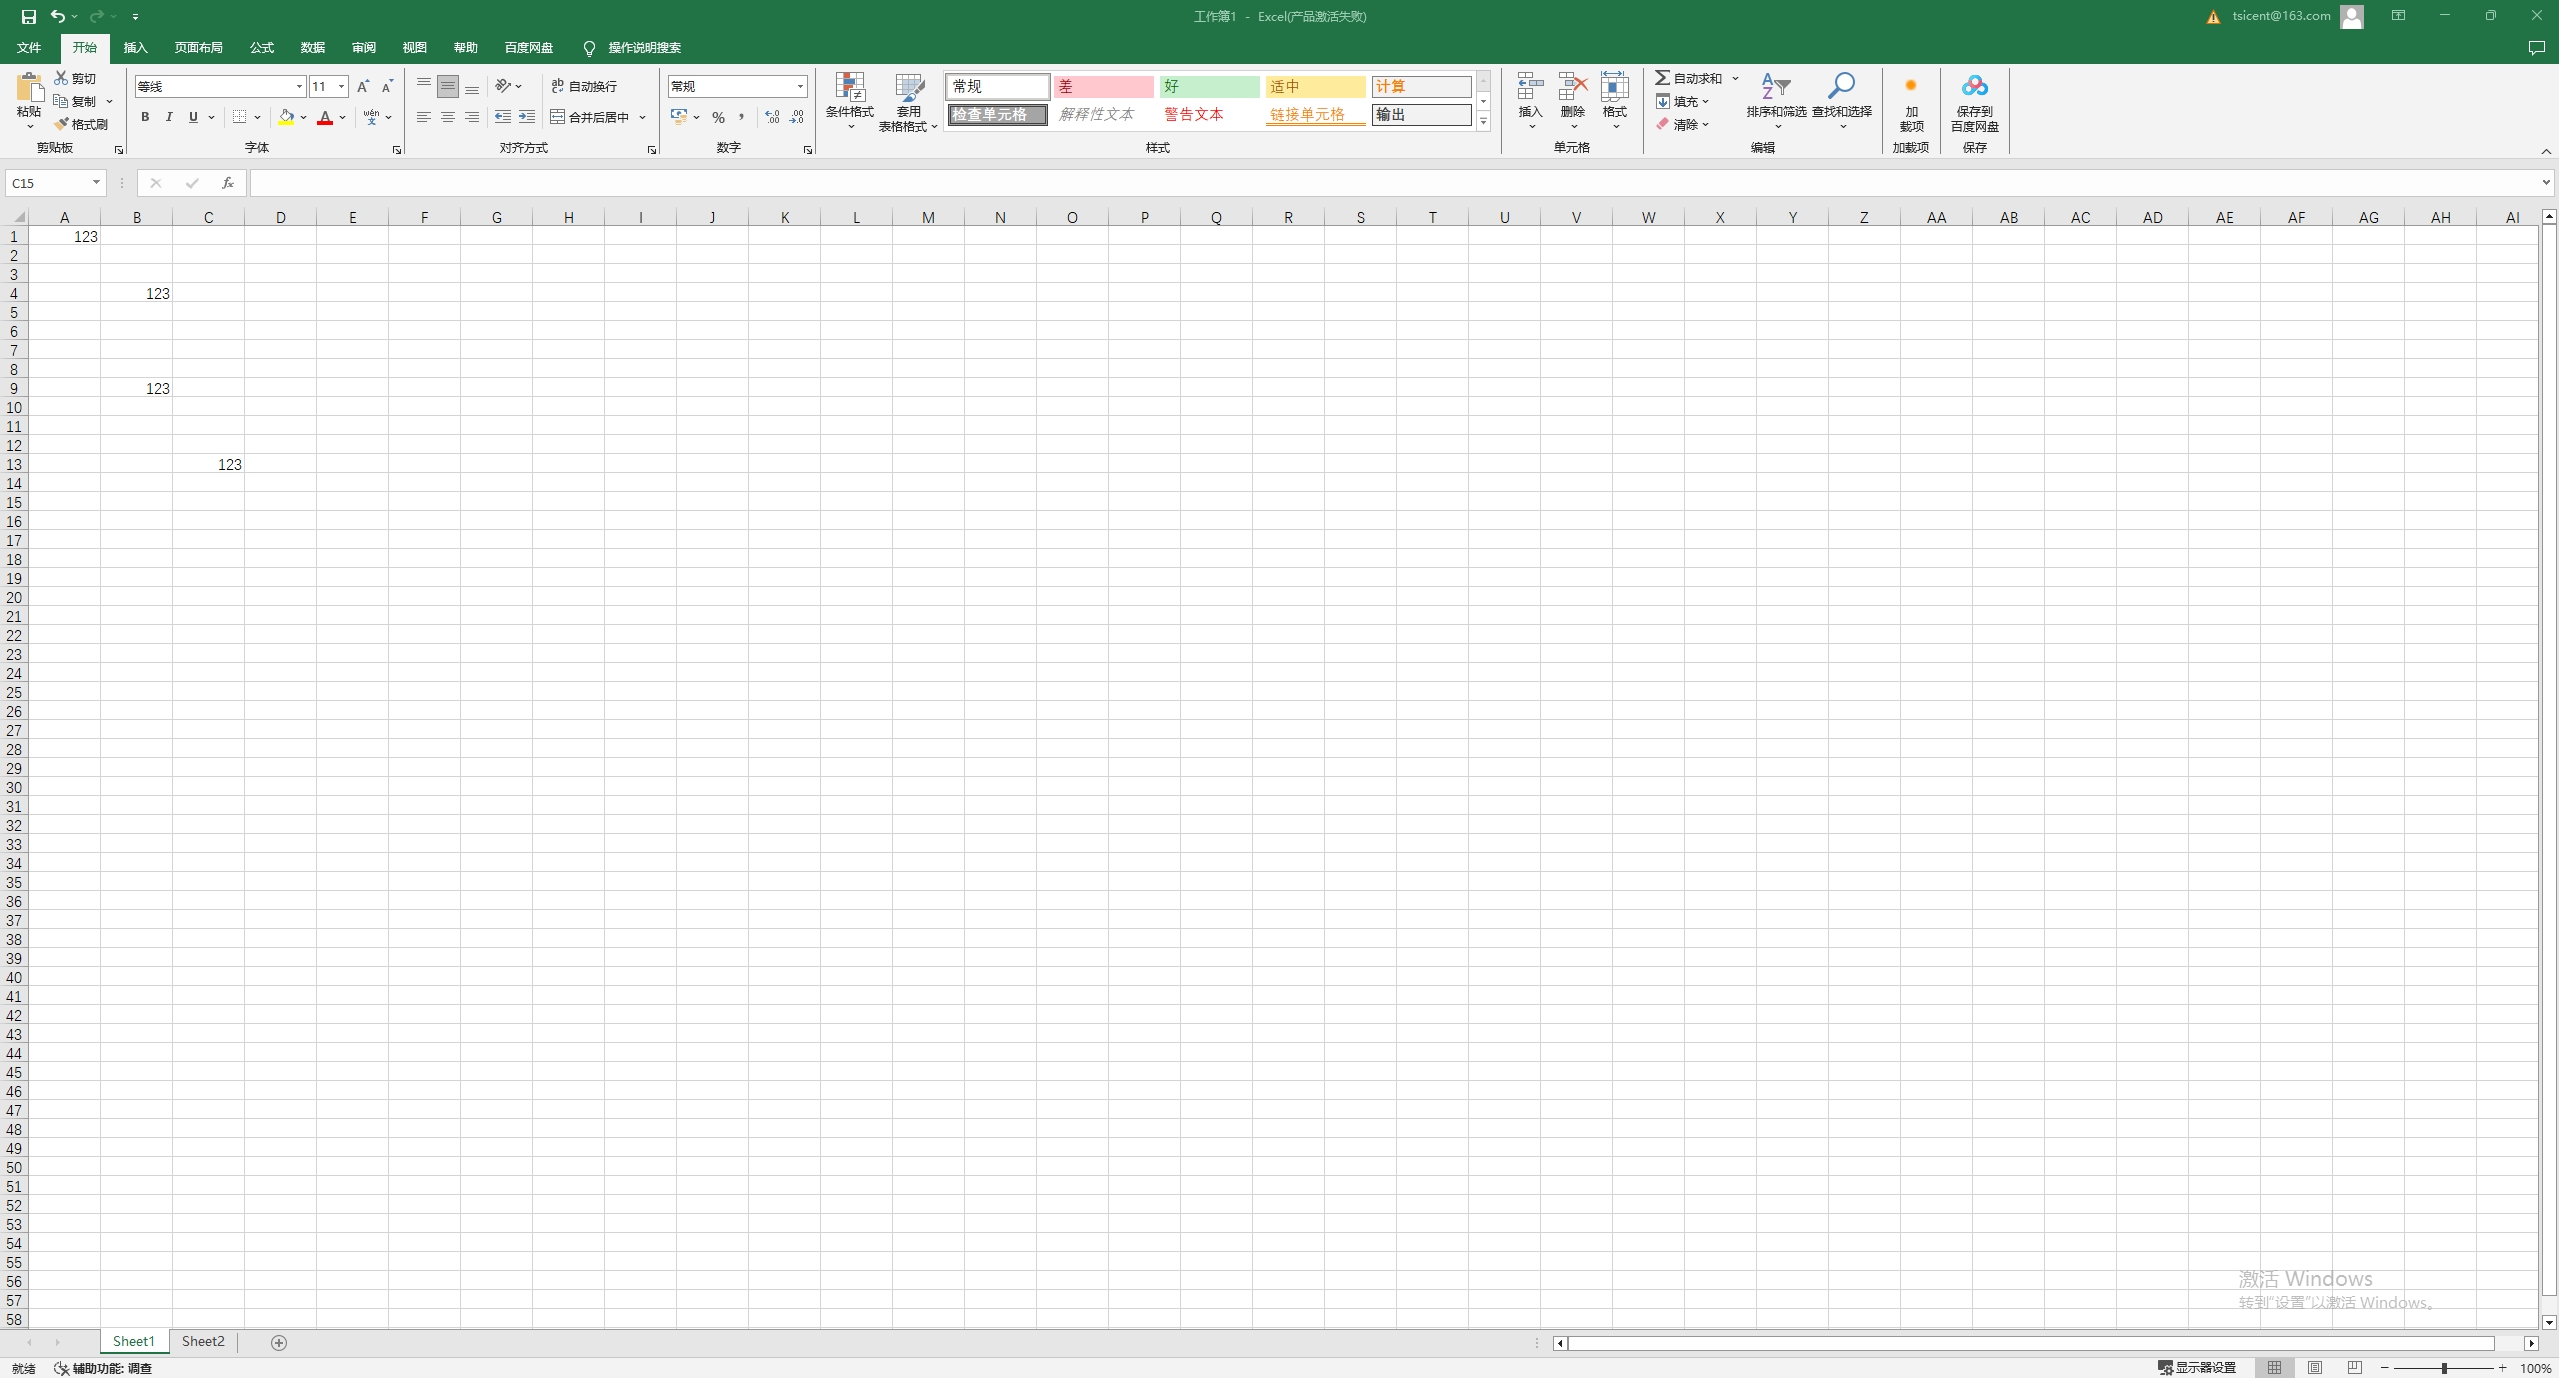 工作簿1 - Excel(产品激活失败)
tsicent@163.com
文件 开始 插入 页面布局 公式 数据 审阅 视图 帮助 百度网盘 操作说明搜索
粘贴
剪切
复制
格式刷
剪贴板
等线 11
B I U A wén 文
字体
ab 自动换行
合并后居中
对齐方式
常规
% , .00
数字
条件格式
套用
表格格式
常规 差 好 适中 计算
检查单元格 解释性文本 警告文本 链接单元格 输出
样式
插入 删除 格式
单元格
自动求和
填充
清除
排序和筛选 查找和选择
编辑
加
载项
加载项
保存到
百度网盘
保存
C15 fx
A B C D E F G H I J K L M N O P Q R S T U V W X Y Z AA AB AC AD AE AF AG AH AI
1 123
2
3
4 123
5
6
7
8
9 123
10
11
12
13 123
14
15
16
17
18
19
20
21
22
23
24
25
26
27
28
29
30
31
32
33
34
35
36
37
38
39
40
41
42
43
44
45
46
47
48
49
50
51
52
53
54
55
56
57
58
激活 Windows
转到"设置"以激活 Windows。
Sheet1 Sheet2
就绪 辅助功能: 调查 显示器设置 100%